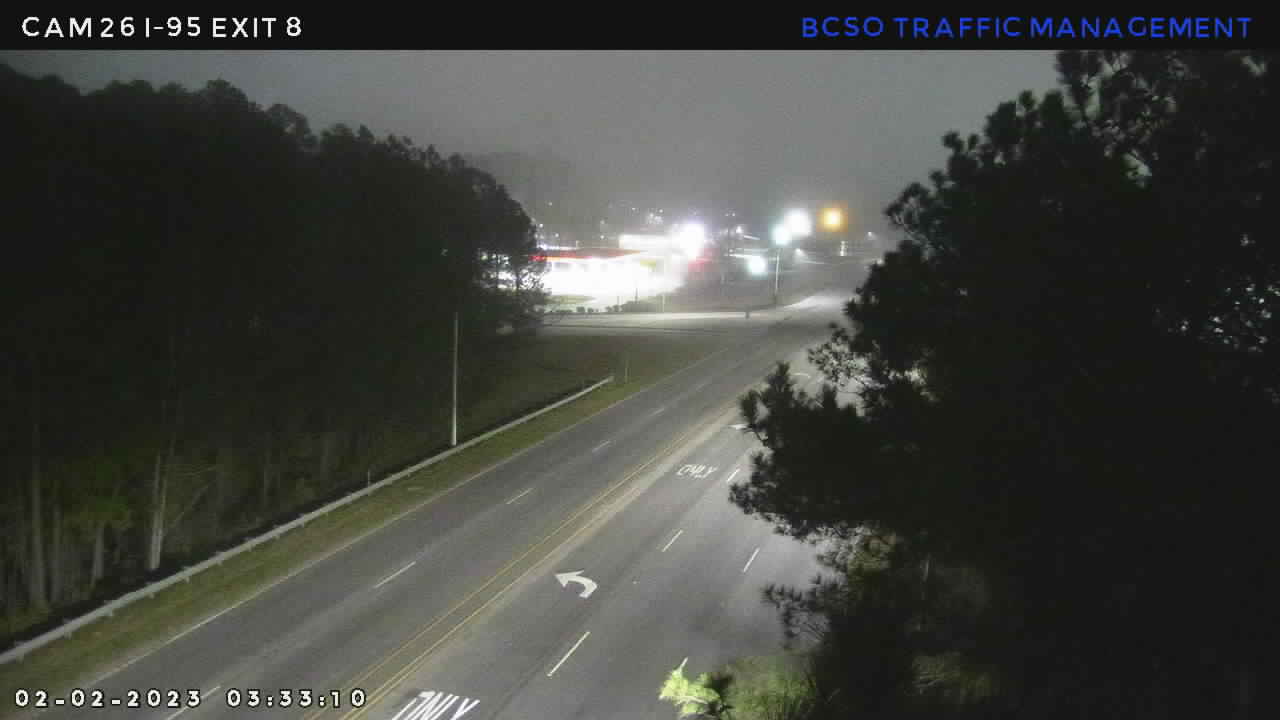 CAM 26 I-95 EXIT 8
BCSO TRAFFIC MANAGEMENT
ONLY
ONLY
02-02-2023 03:33:10